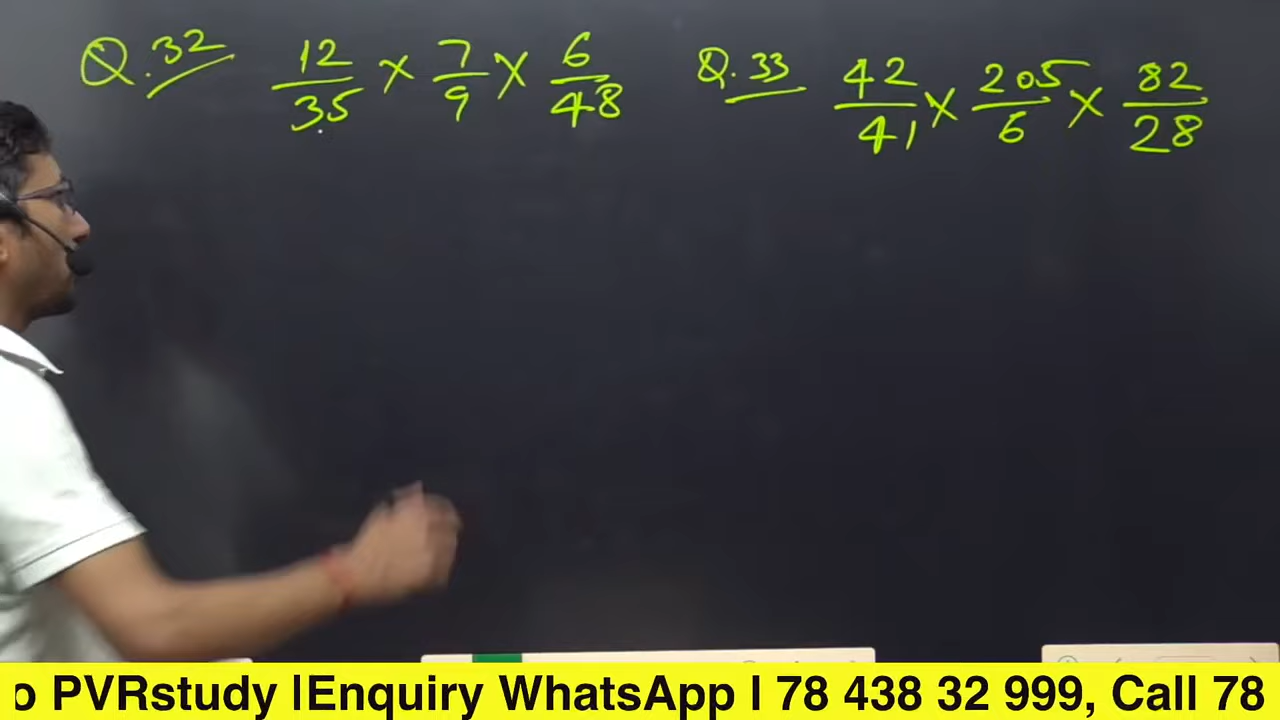 Q.32 12/35 × 7/9 × 6/48
Q.33 42/41 × 205/6 × 82/28
o PVRstudy |Enquiry WhatsApp | 78 438 32 999, Call 78